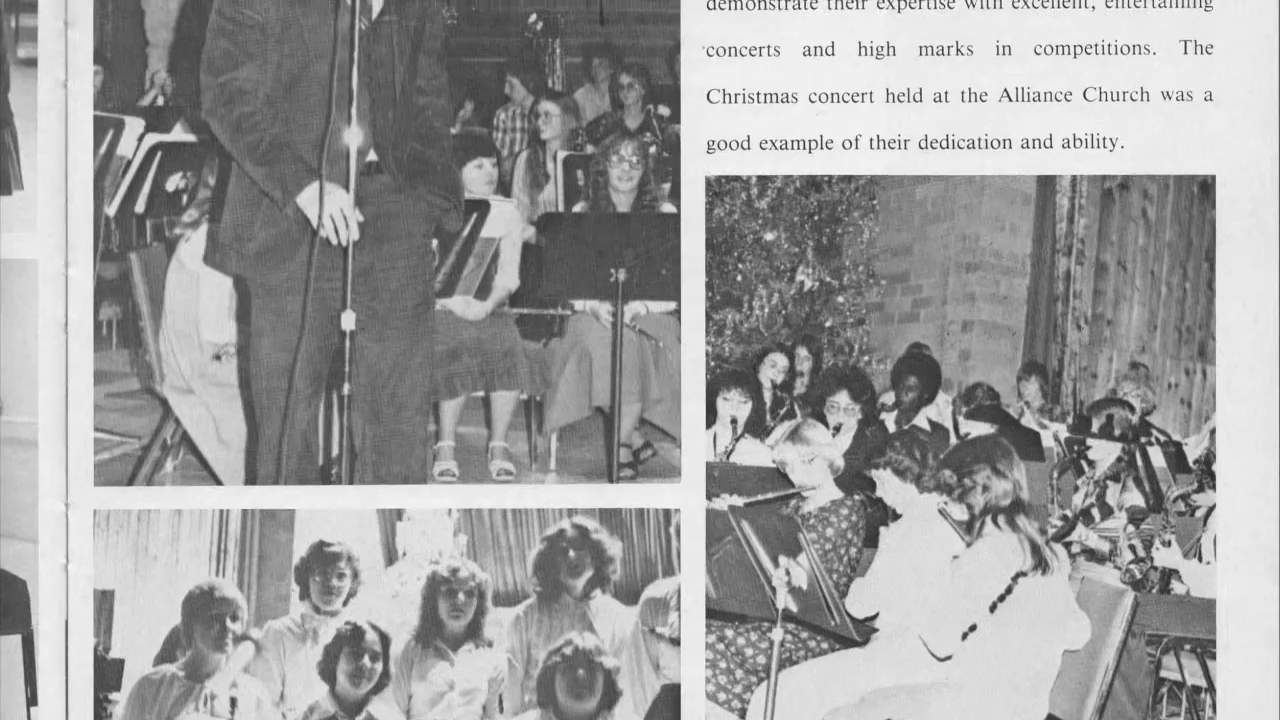 demonstrate their expertise with excellent, entertaining
concerts and high marks in competitions. The
Christmas concert held at the Alliance Church was a
good example of their dedication and ability.